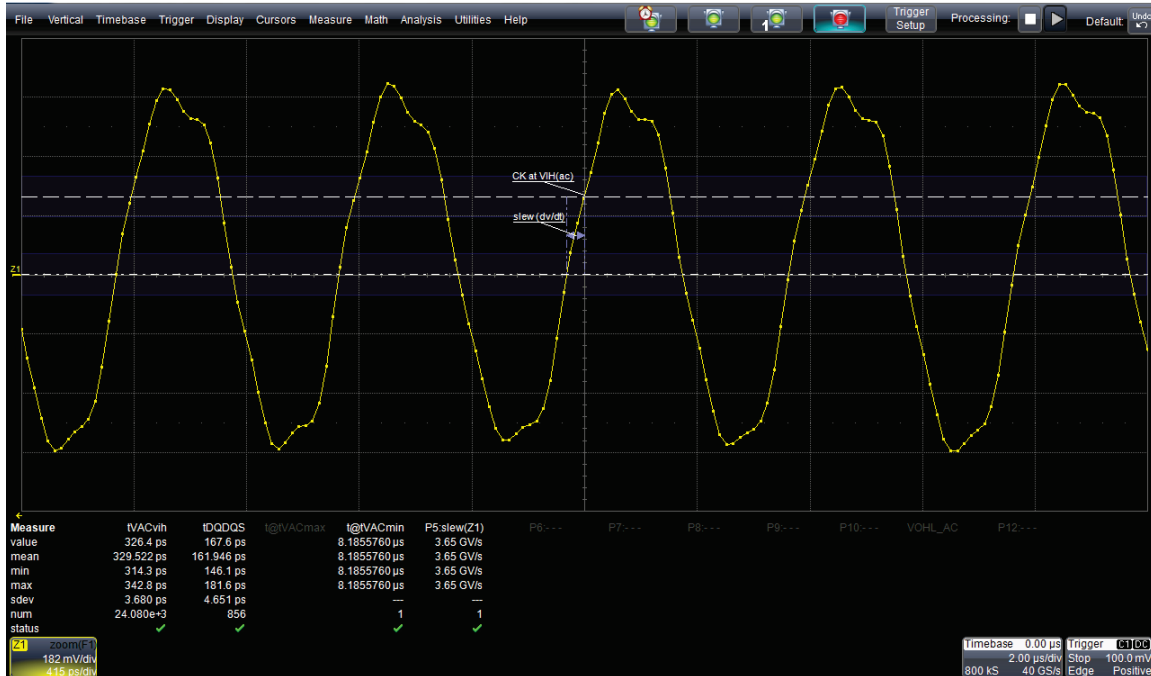 File Vertical Timebase Trigger Display Cursors Measure Math Analysis Utilities Help 1 Trigger Setup Processing: Default: Undo
CK at VIH(ac)
slew (dv/dt)
Z1
Measure tVACvih tDQDQS t@tVACmax t@tVACmin P5:slew(Z1) P6:--- P7:--- P8:--- P9:--- P10:--- VOHL_AC P12:---
value 326.4 ps 167.6 ps 8.1855760 µs 3.65 GV/s
mean 329.522 ps 161.946 ps 8.1855760 µs 3.65 GV/s
min 314.3 ps 146.1 ps 8.1855760 µs 3.65 GV/s
max 342.8 ps 181.6 ps 8.1855760 µs 3.65 GV/s
sdev 3.680 ps 4.651 ps --- ---
num 24.080e+3 856 1 1
status
Z1 zoom(F1)
182 mV/div
415 ps/div
Timebase 0.00 µs
2.00 µs/div
800 kS 40 GS/s
Trigger C1 DC
Stop 100.0 mV
Edge Positive